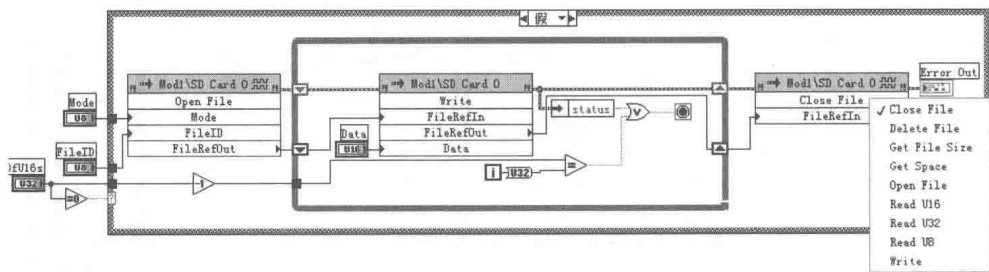 假
Mod1\SD Card 0
Open File
Mode
FileID
FileRefOut
Mode
U8
FileID
U8
OfU16s
U32
=0
-1
Mod1\SD Card 0
Write
FileRefIn
FileRefOut
Data
Data
U16
status
V
i
U32
=
Mod1\SD Card 0
Close File
FileRefIn
Error Out
✓ Close File
Delete File
Get File Size
Get Space
Open File
Read U16
Read U32
Read U8
Write